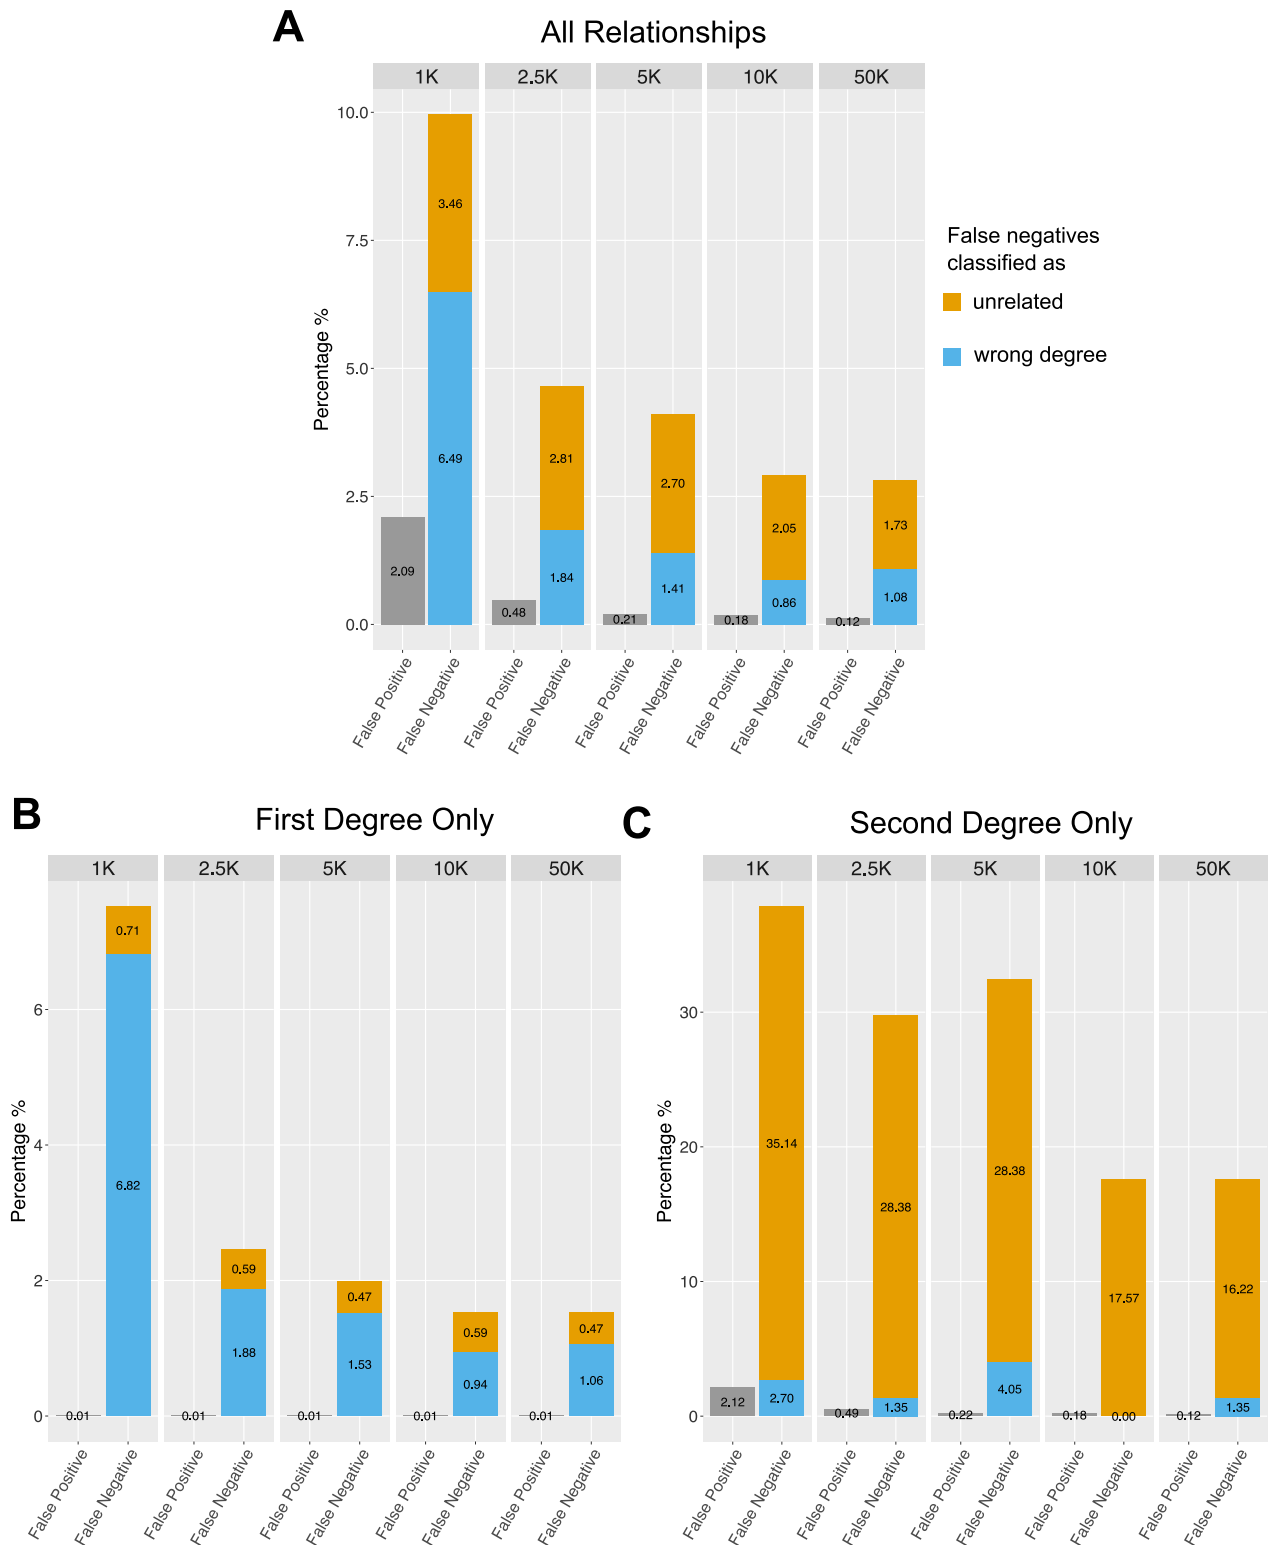 A
All Relationships
1K 2.5K 5K 10K 50K
10.0
7.5
5.0
2.5
0.0
Percentage %
2.09
6.49
3.46
0.48
1.84
2.81
0.21
1.41
2.70
0.18
0.86
2.05
0.12
1.08
1.73
False Positive
False Negative
False Positive
False Negative
False Positive
False Negative
False Positive
False Negative
False Positive
False Negative
False negatives
classified as
unrelated
wrong degree
B
First Degree Only
1K 2.5K 5K 10K 50K
6
4
2
0
Percentage %
0.01
6.82
0.71
0.01
1.88
0.59
0.01
1.53
0.47
0.01
0.94
0.59
0.01
1.06
0.47
False Positive
False Negative
False Positive
False Negative
False Positive
False Negative
False Positive
False Negative
False Positive
False Negative
C
Second Degree Only
1K 2.5K 5K 10K 50K
30
20
10
0
Percentage %
2.12
2.70
35.14
0.49
1.35
28.38
0.22
4.05
28.38
0.18
0.00
17.57
0.12
1.35
16.22
False Positive
False Negative
False Positive
False Negative
False Positive
False Negative
False Positive
False Negative
False Positive
False Negative